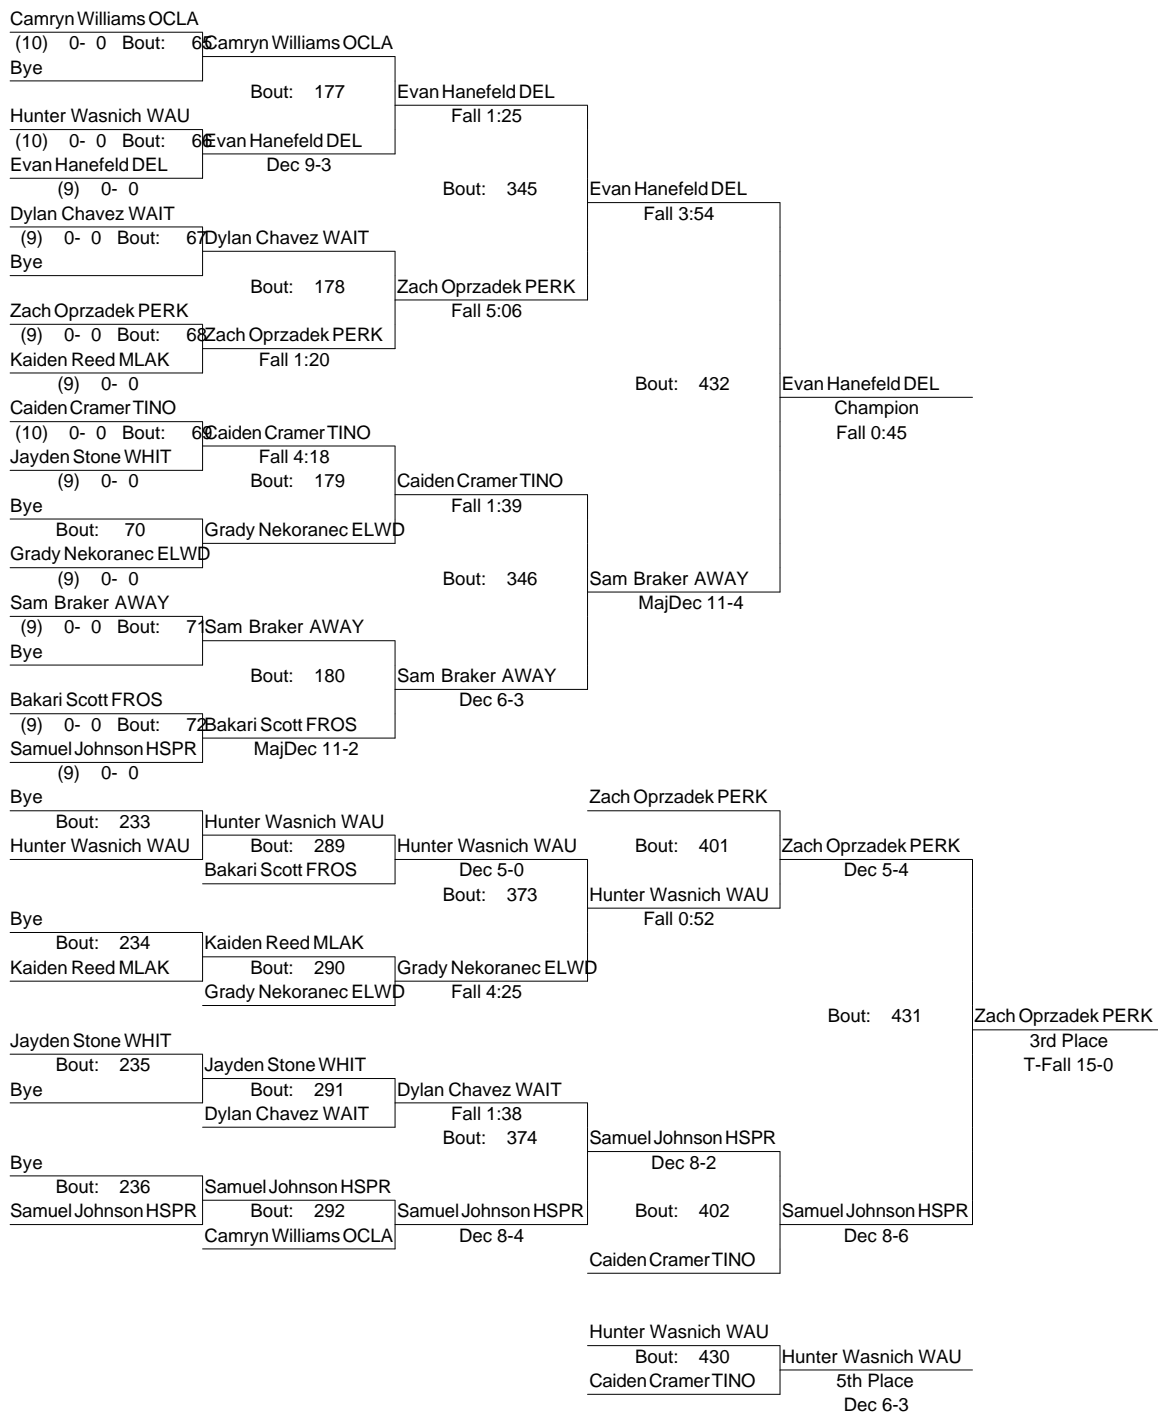 Camryn Williams OCLA
(10) 0- 0 Bout: 65 Camryn Williams OCLA
Bye
Bout: 177 Evan Hanefeld DEL
Hunter Wasnich WAU Fall 1:25
(10) 0- 0 Bout: 66 Evan Hanefeld DEL
Evan Hanefeld DEL Dec 9-3
(9) 0- 0 Bout: 345 Evan Hanefeld DEL
Dylan Chavez WAIT Fall 3:54
(9) 0- 0 Bout: 67 Dylan Chavez WAIT
Bye
Bout: 178 Zach Oprzadek PERK
Zach Oprzadek PERK Fall 5:06
(9) 0- 0 Bout: 68 Zach Oprzadek PERK
Kaiden Reed MLAK Fall 1:20
(9) 0- 0 Bout: 432 Evan Hanefeld DEL
Caiden Cramer TINO Champion
(10) 0- 0 Bout: 69 Caiden Cramer TINO Fall 0:45
Jayden Stone WHIT Fall 4:18
(9) 0- 0 Bout: 179 Caiden Cramer TINO
Bye Fall 1:39
Bout: 70 Grady Nekoranec ELWD
Grady Nekoranec ELWD
(9) 0- 0 Bout: 346 Sam Braker AWAY
Sam Braker AWAY MajDec 11-4
(9) 0- 0 Bout: 71 Sam Braker AWAY
Bye
Bout: 180 Sam Braker AWAY
Bakari Scott FROS Dec 6-3
(9) 0- 0 Bout: 72 Bakari Scott FROS
Samuel Johnson HSPR MajDec 11-2
(9) 0- 0
Bye Zach Oprzadek PERK
Bout: 233 Hunter Wasnich WAU
Hunter Wasnich WAU Bout: 289 Hunter Wasnich WAU Bout: 401 Zach Oprzadek PERK
Bakari Scott FROS Dec 5-0 Dec 5-4
Bout: 373 Hunter Wasnich WAU
Bye Fall 0:52
Bout: 234 Kaiden Reed MLAK
Kaiden Reed MLAK Bout: 290 Grady Nekoranec ELWD
Grady Nekoranec ELWD Fall 4:25
Bout: 431 Zach Oprzadek PERK
Jayden Stone WHIT 3rd Place
Bout: 235 Jayden Stone WHIT T-Fall 15-0
Bye Bout: 291 Dylan Chavez WAIT
Dylan Chavez WAIT Fall 1:38
Bout: 374 Samuel Johnson HSPR
Bye Dec 8-2
Bout: 236 Samuel Johnson HSPR
Samuel Johnson HSPR Bout: 292 Samuel Johnson HSPR Bout: 402 Samuel Johnson HSPR
Camryn Williams OCLA Dec 8-4 Dec 8-6
Caiden Cramer TINO
Hunter Wasnich WAU
Bout: 430 Hunter Wasnich WAU
Caiden Cramer TINO 5th Place
Dec 6-3